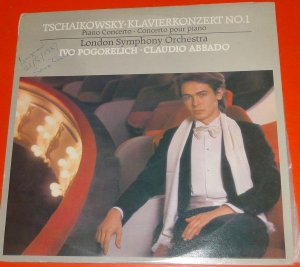 TSCHAIKOWSKY·KLAVIERKONZERT NO.1
Piano Concerto · Concerto pour piano
London Symphony Orchestra
IVO POGORELICH · CLAUDIO ABBADO